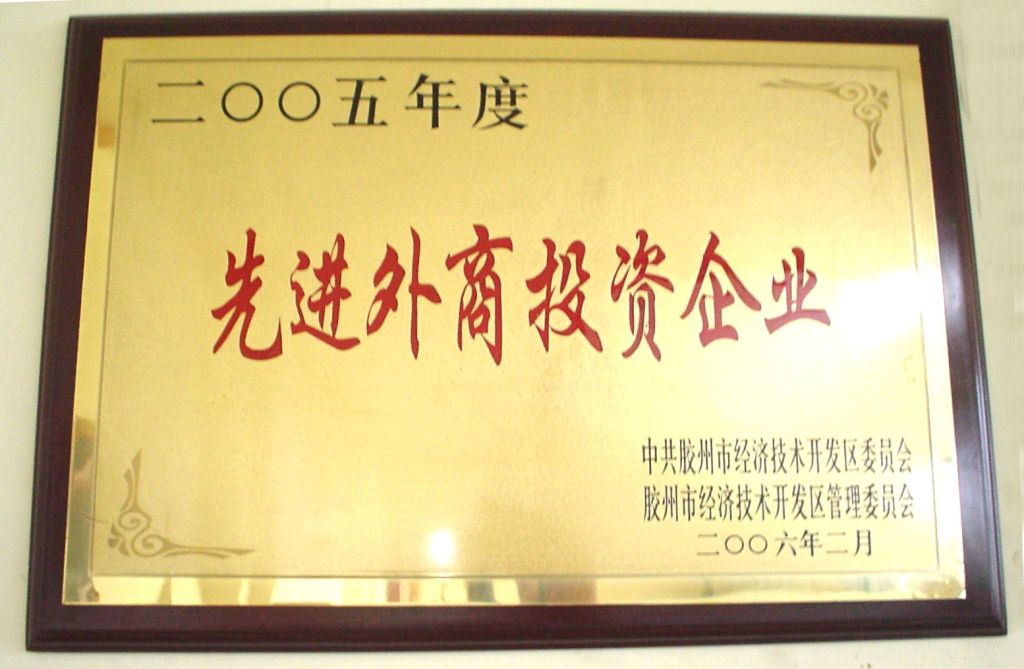 二〇〇五年度
先进外商投资企业
中共胶州市经济技术开发区委员会
胶州市经济技术开发区管理委员会
二〇〇六年二月